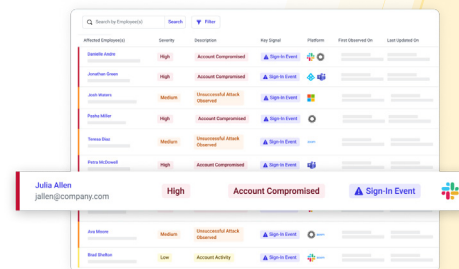 Search by Employee(s) Search Filter
Affected Employee(s) Severity Description Key Signal Platform First Observed On Last Updated On
Danielle Andre High Account Compromised Sign-In Event
Jonathan Green High Account Compromised Sign-In Event
Josh Waters Medium Unsuccessful Attack
Observed Sign-In Event
Pasha Miller High Account Compromised Sign-In Event
Teresa Diaz Medium Unsuccessful Attack
Observed Sign-In Event
Petra McDowell High Account Compromised Sign-In Event
Julia Allen High Account Compromised Sign-In Event
jallen@company.com
Ava Moore Medium Unsuccessful Attack
Observed Sign-In Event
Brad Shelton Low Account Activity Sign-In Event